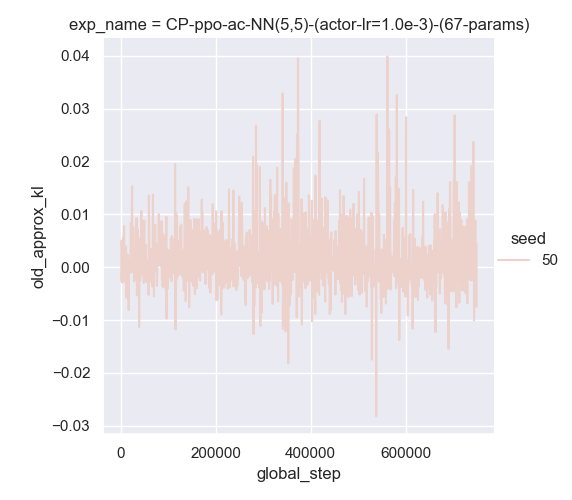 exp_name = CP-ppo-ac-NN(5,5)-(actor-lr=1.0e-3)-(67-params)
0.04
0.03
0.02
0.01
0.00
−0.01
−0.02
−0.03
old_approx_kl
0 200000 400000 600000
global_step
seed
50